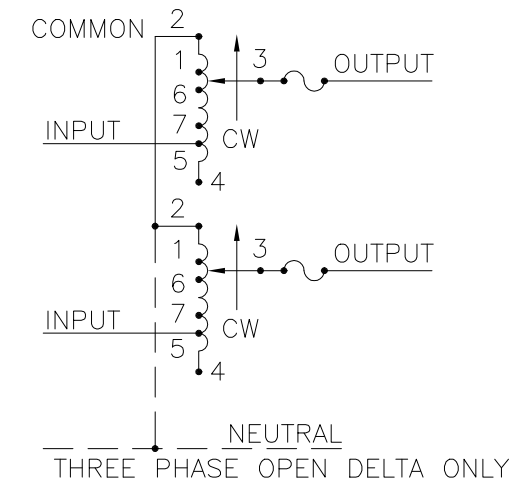 COMMON 2
1
3
OUTPUT
6
7
INPUT
CW
5
4
2
1
3
OUTPUT
6
7
INPUT
CW
5
4
NEUTRAL
THREE PHASE OPEN DELTA ONLY